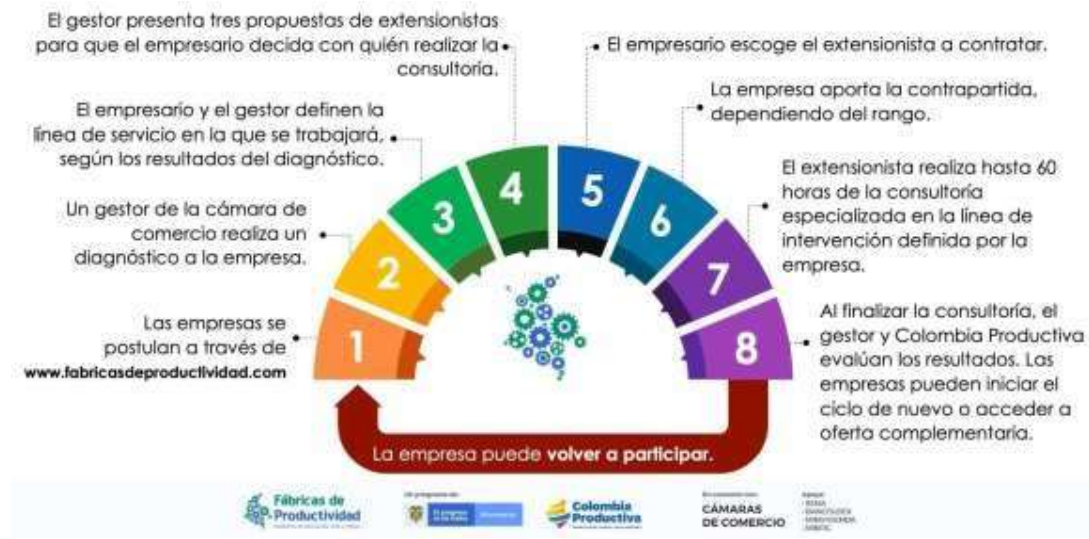 El gestor presenta tres propuestas de extensionistas
para que el empresario decida con quién realizar la
consultoría.
El empresario y el gestor definen la
línea de servicio en la que se trabajará,
según los resultados del diagnóstico.
Un gestor de la cámara de
comercio realiza un
diagnóstico a la empresa.
Las empresas se
postulan a través de
www.fabricasdeproductividad.com
1
2
3
4
5
6
7
8
El empresario escoge el extensionista a contratar.
La empresa aporta la contrapartida,
dependiendo del rango.
El extensionista realiza hasta 60
horas de la consultoría
especializada en la línea de
intervención definida por la
empresa.
Al finalizar la consultoría, el
gestor y Colombia Productiva
evalúan los resultados. Las
empresas pueden iniciar el
ciclo de nuevo o acceder a
oferta complementaria.
La empresa puede volver a participar.
Fábricas de
Productividad
Colombia
Productiva
CÁMARAS
DE COMERCIO